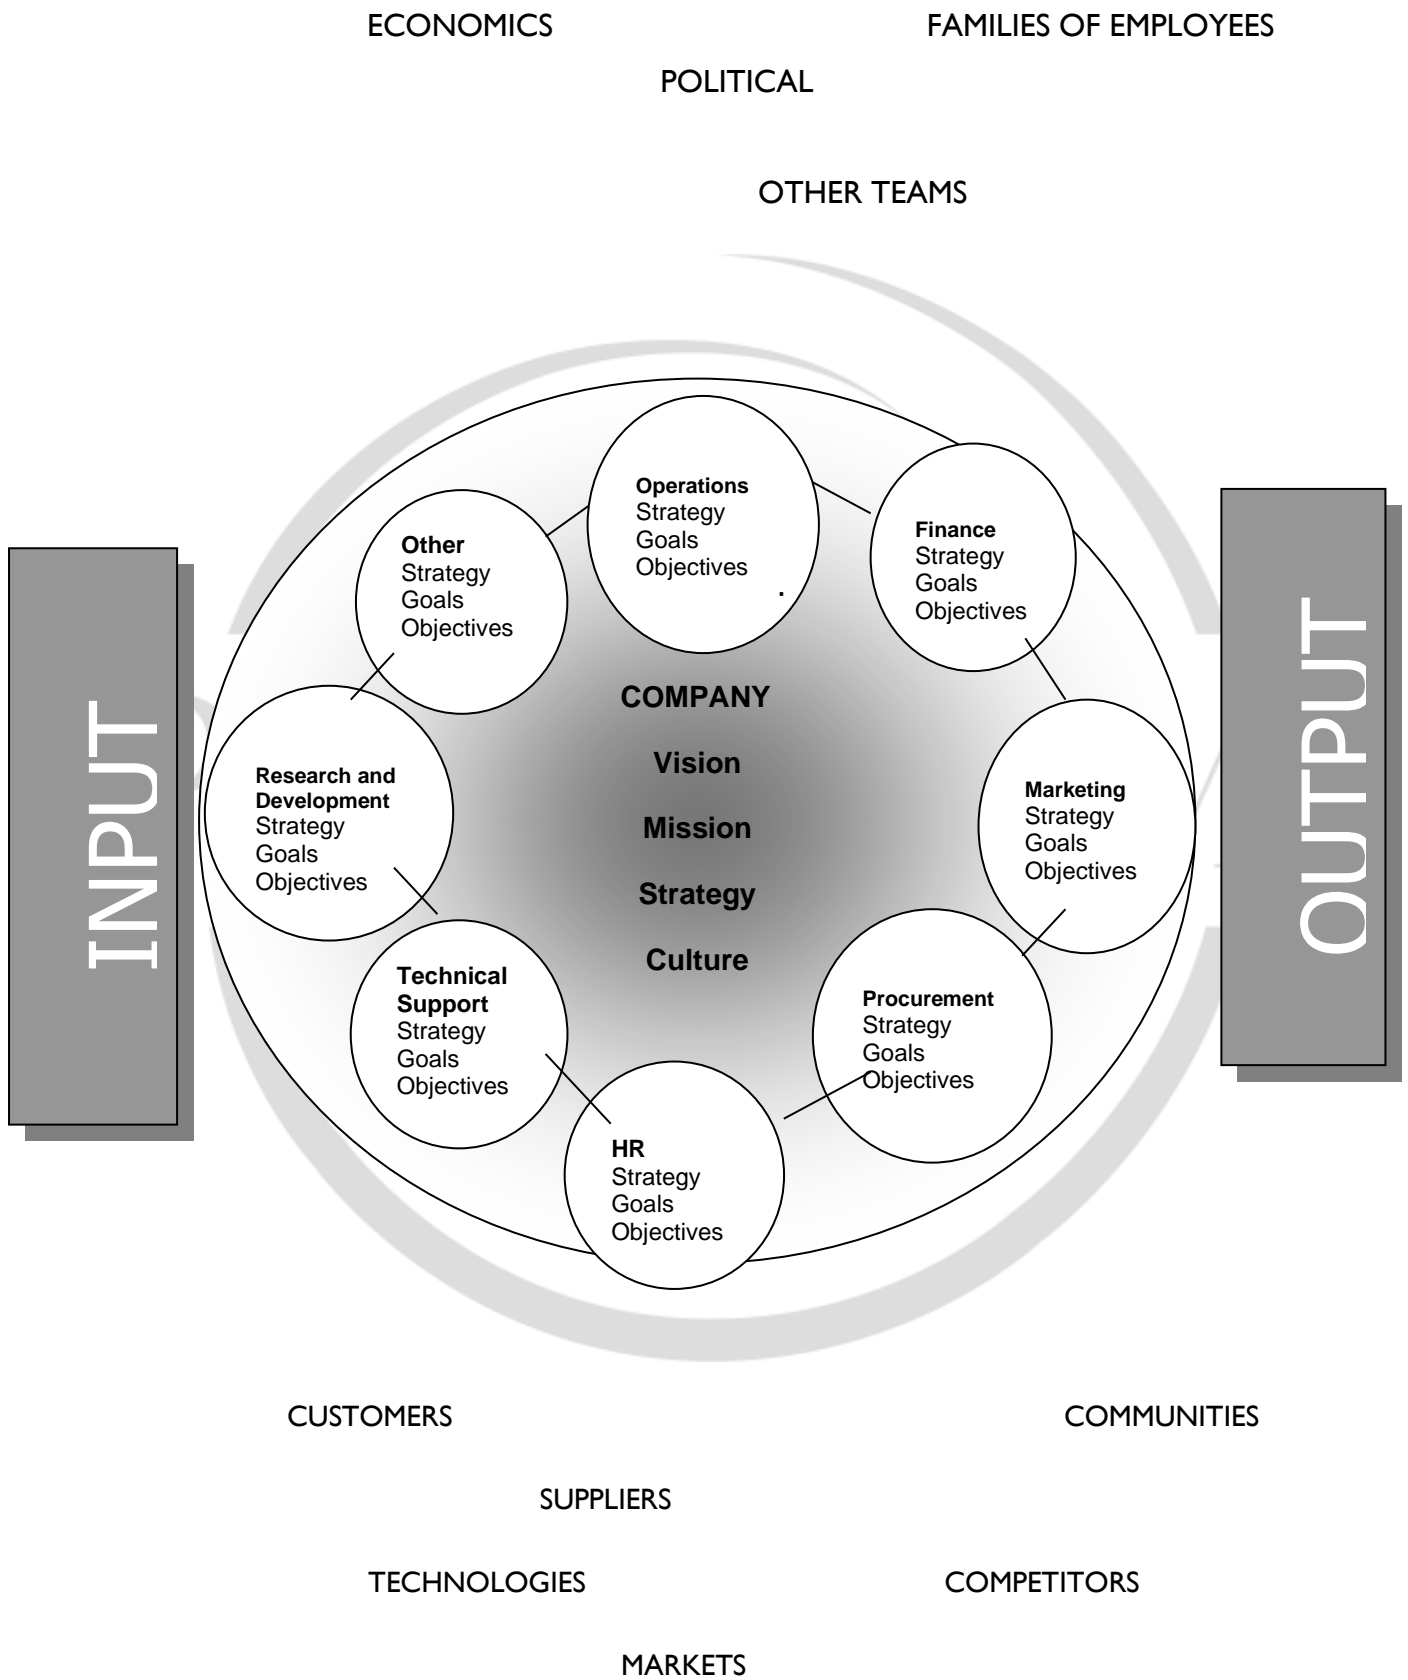 ECONOMICS
FAMILIES OF EMPLOYEES
POLITICAL
OTHER TEAMS
Operations
Strategy
Goals
Objectives
.
Finance
Strategy
Goals
Objectives
Other
Strategy
Goals
Objectives
INPUT
OUTPUT
COMPANY
Vision
Mission
Strategy
Culture
Research and
Development
Strategy
Goals
Objectives
Marketing
Strategy
Goals
Objectives
Technical
Support
Strategy
Goals
Objectives
Procurement
Strategy
Goals
Objectives
HR
Strategy
Goals
Objectives
CUSTOMERS
COMMUNITIES
SUPPLIERS
TECHNOLOGIES
COMPETITORS
MARKETS